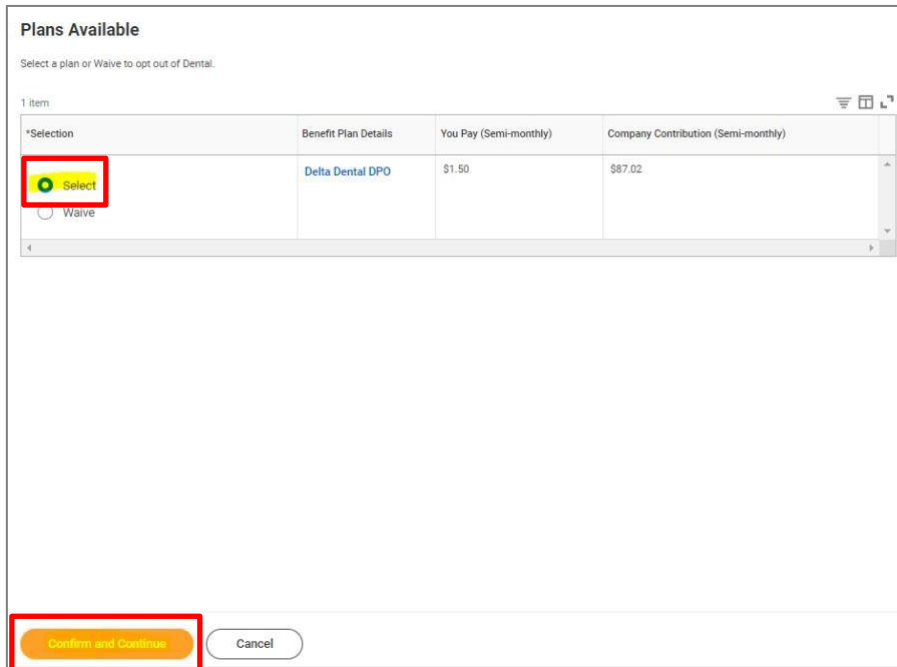 Plans Available
Select a plan or Waive to opt out of Dental.
1 item
*Selection Benefit Plan Details You Pay (Semi-monthly) Company Contribution (Semi-monthly)
Select Delta Dental DPO $1.50 $87.02
Waive
Confirm and Continue Cancel